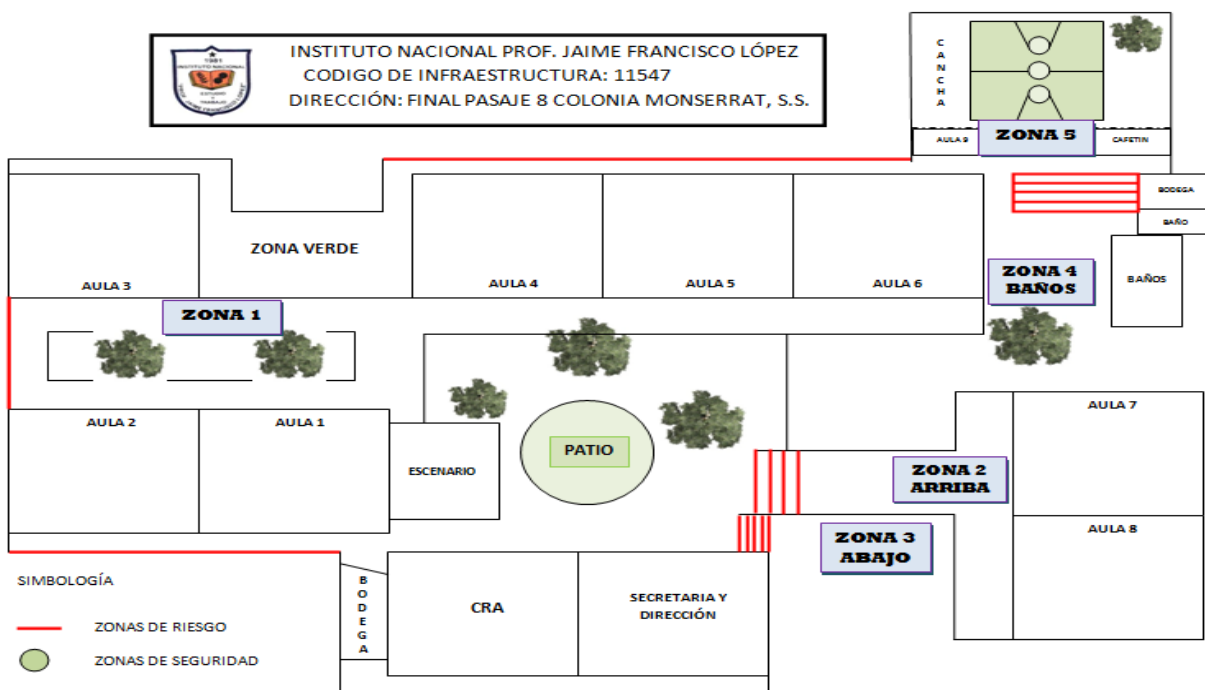 INSTITUTO NACIONAL PROF. JAIME FRANCISCO LÓPEZ
CODIGO DE INFRAESTRUCTURA: 11547
DIRECCIÓN: FINAL PASAJE 8 COLONIA MONSERRAT, S.S.
1981
INSTITUTO NACIONAL
CANCHA
AULA 9
ZONA 5
CAFETIN
BODEGA
BAÑO
ZONA VERDE
AULA 3
AULA 4
AULA 5
AULA 6
ZONA 4
BAÑOS
BAÑOS
ZONA 1
AULA 2
AULA 1
ESCENARIO
PATIO
AULA 7
ZONA 2
ARRIBA
AULA 8
ZONA 3
ABAJO
SIMBOLOGÍA
ZONAS DE RIESGO
ZONAS DE SEGURIDAD
BODEGA
CRA
SECRETARIA Y
DIRECCIÓN